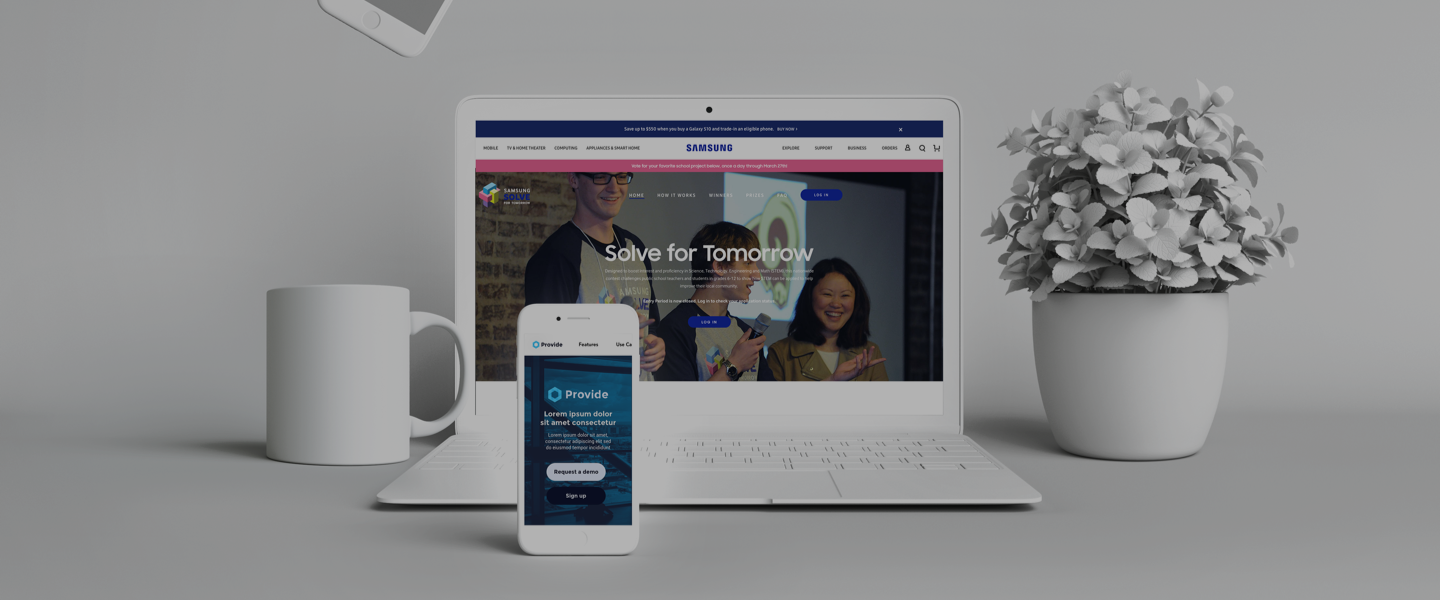 Save up to $550 when you buy a Galaxy S10 and trade-in an eligible phone. BUY NOW ›
MOBILE TV & HOME THEATER COMPUTING APPLIANCES & SMART HOME SAMSUNG EXPLORE SUPPORT BUSINESS ORDERS
Vote for your favorite school project below, once a day through March 27th!
SAMSUNG
SOLVE
FOR TOMORROW
HOME HOW IT WORKS WINNERS PRIZES FAQ LOG IN
Solve for Tomorrow
Entry Period is now closed. Log in to check your application status.
LOG IN
Provide Features Use Ca
Provide
Lorem ipsum dolor
sit amet consectetur
Lorem ipsum dolor sit amet,
consectetur adipiscing elit sed
do eiusmod tempor incididunt.
Request a demo
Sign up